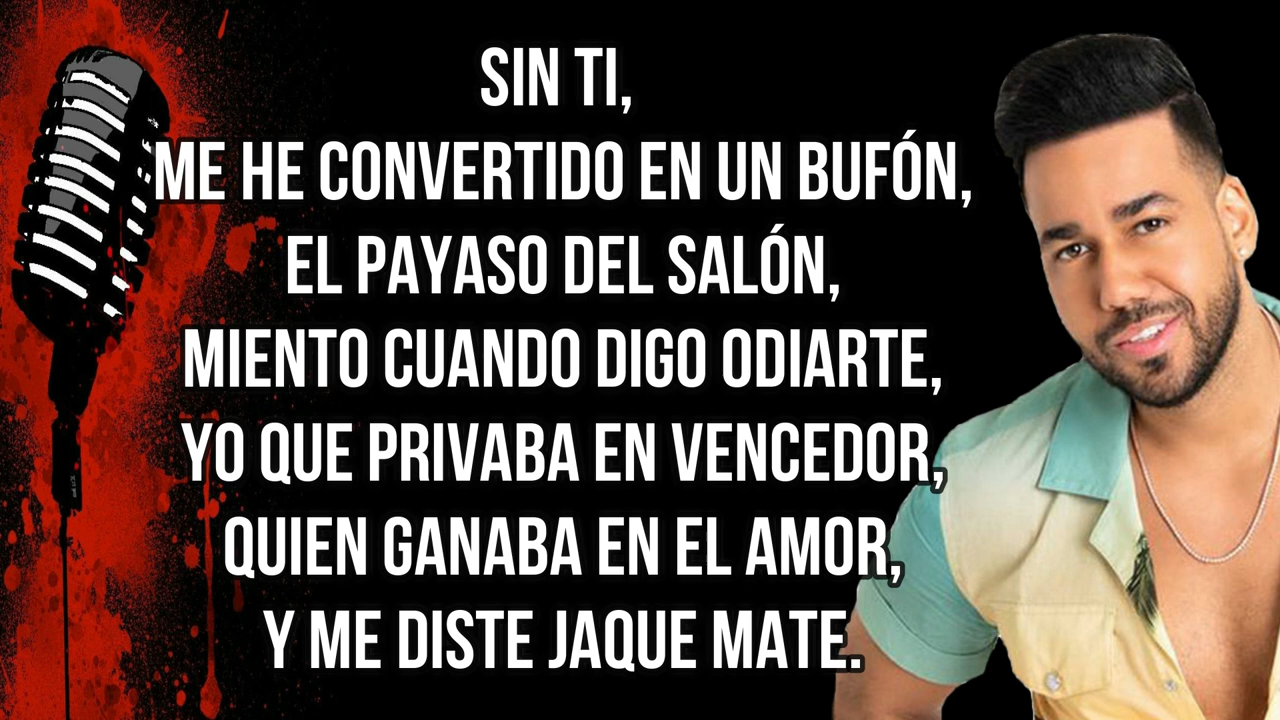 SIN TI,
ME HE CONVERTIDO EN UN BUFÓN,
EL PAYASO DEL SALÓN,
MIENTO CUANDO DIGO ODIARTE,
YO QUE PRIVABA EN VENCEDOR,
QUIEN GANABA EN EL AMOR,
Y ME DISTE JAQUE MATE.